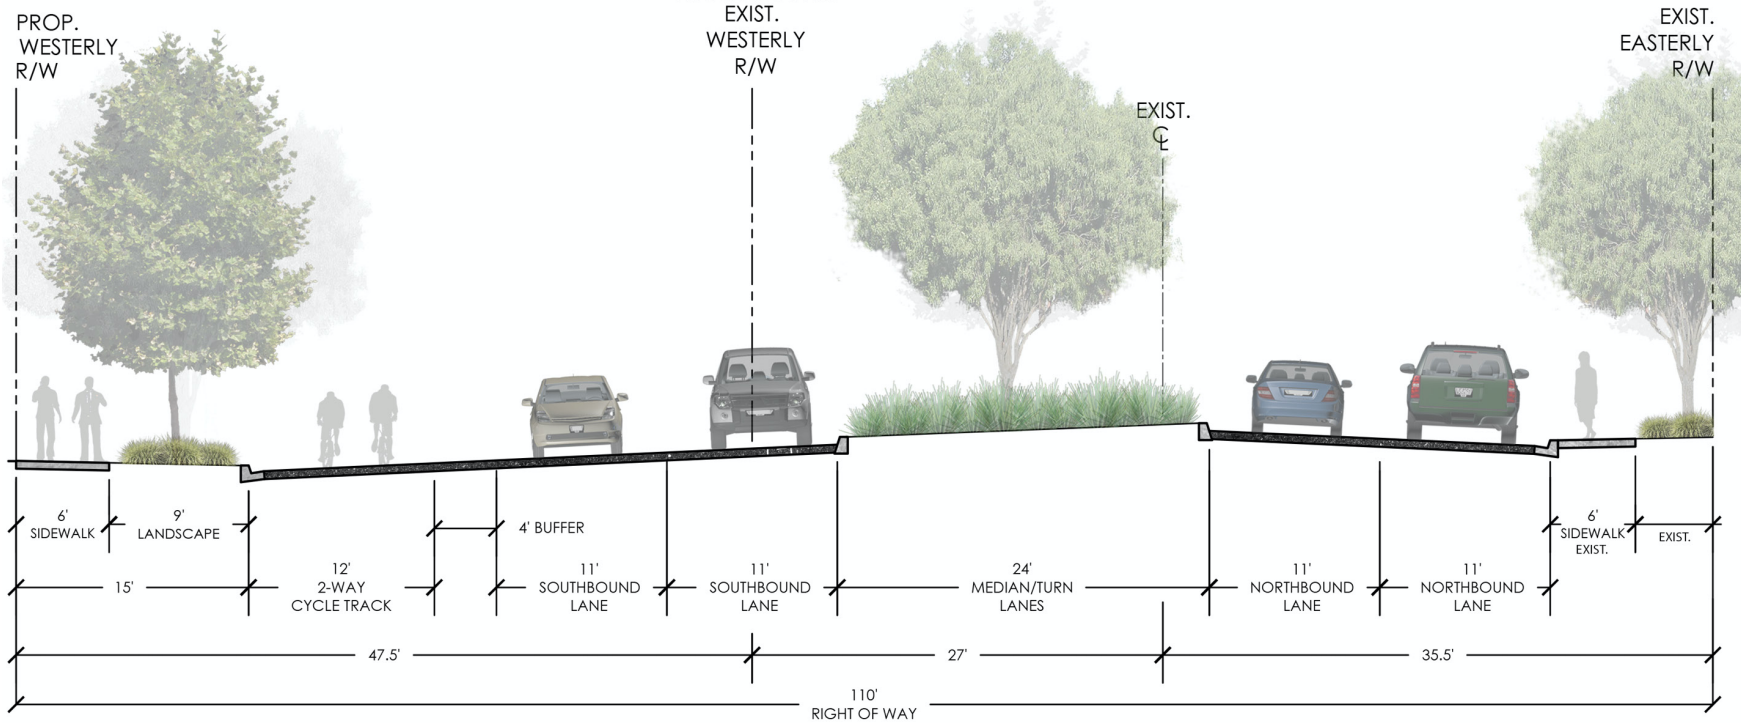 PROP.
WESTERLY
R/W
EXIST.
WESTERLY
R/W
EXIST.
℄
EXIST.
EASTERLY
R/W
6'
SIDEWALK
9'
LANDSCAPE
4' BUFFER
6'
SIDEWALK
EXIST.
EXIST.
15'
12'
2-WAY
CYCLE TRACK
11'
SOUTHBOUND
LANE
11'
SOUTHBOUND
LANE
24'
MEDIAN/TURN
LANES
11'
NORTHBOUND
LANE
11'
NORTHBOUND
LANE
47.5'
27'
35.5'
110'
RIGHT OF WAY